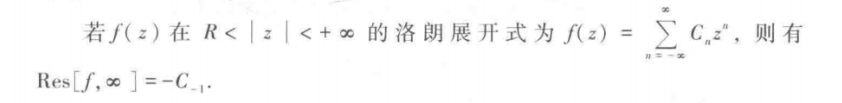 若 f(z) 在 R < |z| < +∞ 的洛朗展开式为 f(z) = ∑_{n=-∞}^{∞} C_n z^n，则有
Res[f,∞] = -C_{-1}.